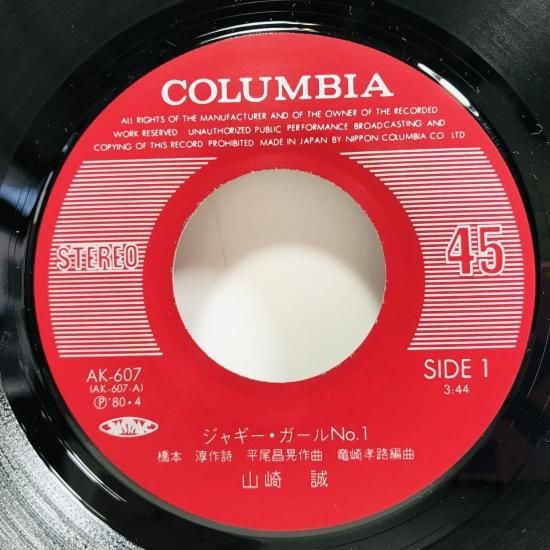 COLUMBIA
ALL RIGHTS OF THE MANUFACTURER AND OF THE OWNER OF THE RECORDED
WORK RESERVED UNAUTHORIZED PUBLIC PERFORMANCE BROADCASTING AND
COPYING OF THIS RECORD PROHIBITED MADE IN JAPAN BY NIPPON COLUMBIA CO LTD
STEREO
45
AK-607
(AK-607-A)
Ⓟ'80・4
SIDE 1
3:44
ジャギー・ガールNo.1
橋本 淳作詩 平尾昌晃作曲 竜崎孝路編曲
山崎 誠